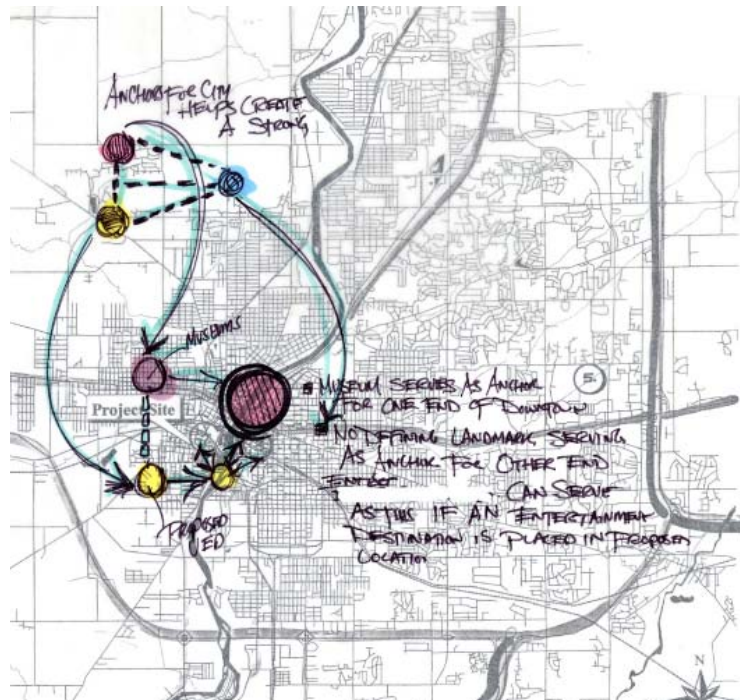 ANCHOR FOR CITY
HELPS CREATE
A STRONG
MUSEUMS
Project Site
PROPOSED
ED
5.
MUSEUM SERVES AS ANCHOR
FOR ONE END OF DOWNTOWN
NO DEFINING LANDMARK SERVING
AS ANCHOR FOR OTHER END
CAN SERVE
AS THIS IF AN ENTERTAINMENT
DESTINATION IS PLACED IN PROPOSED
LOCATION
N